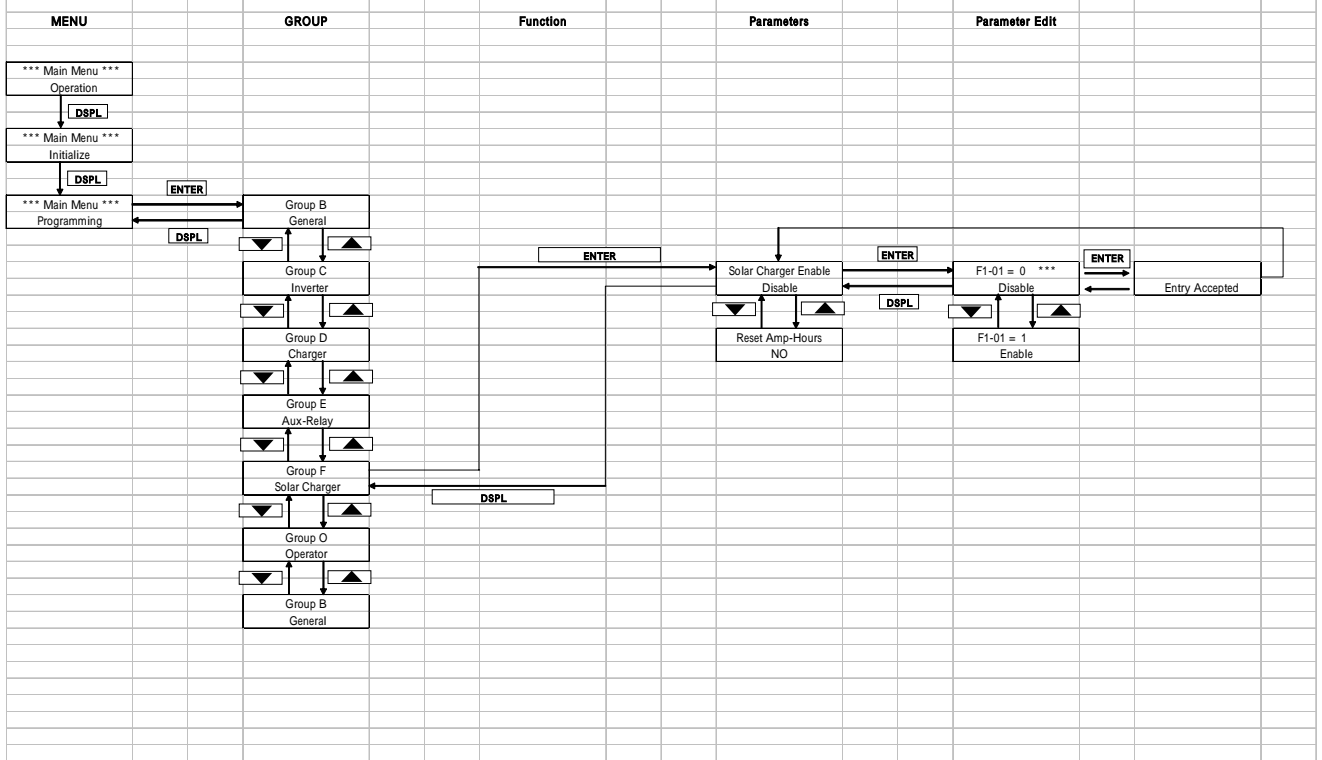 MENU GROUP Function Parameters Parameter Edit
*** Main Menu ***
Operation
DSPL
*** Main Menu ***
Initialize
DSPL
*** Main Menu ***
Programming
ENTER
DSPL
Group B
General
Group C
Inverter
Group D
Charger
Group E
Aux-Relay
Group F
Solar Charger
Group O
Operator
Group B
General
ENTER
DSPL
Solar Charger Enable
Disable
Reset Amp-Hours
NO
ENTER
DSPL
F1-01 = 0 ***
Disable
F1-01 = 1
Enable
ENTER
Entry Accepted